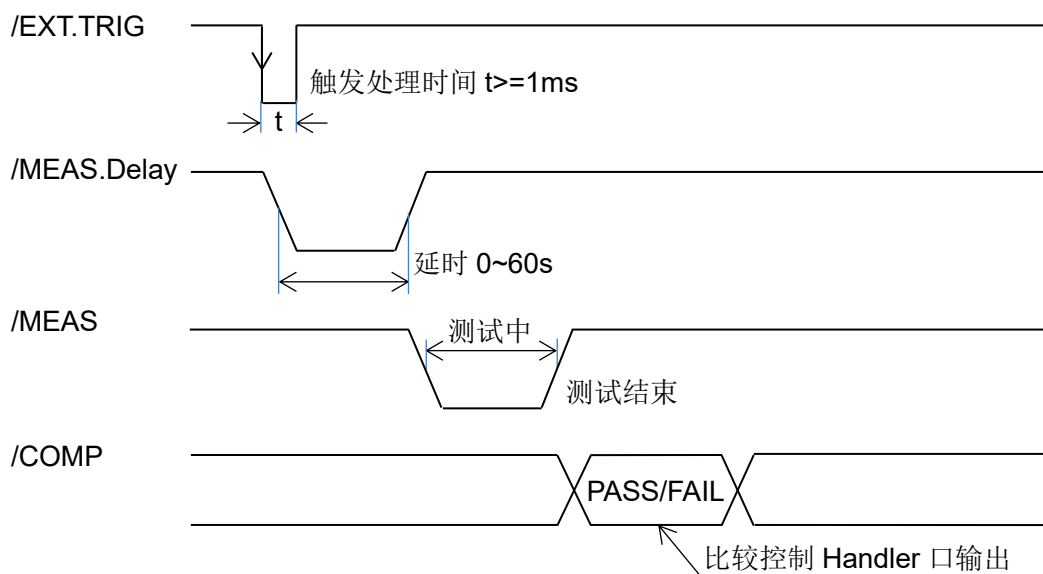 /EXT.TRIG
触发处理时间 t>=1ms
t
/MEAS.Delay
延时 0~60s
/MEAS
测试中
测试结束
/COMP
PASS/FAIL
比较控制 Handler 口输出